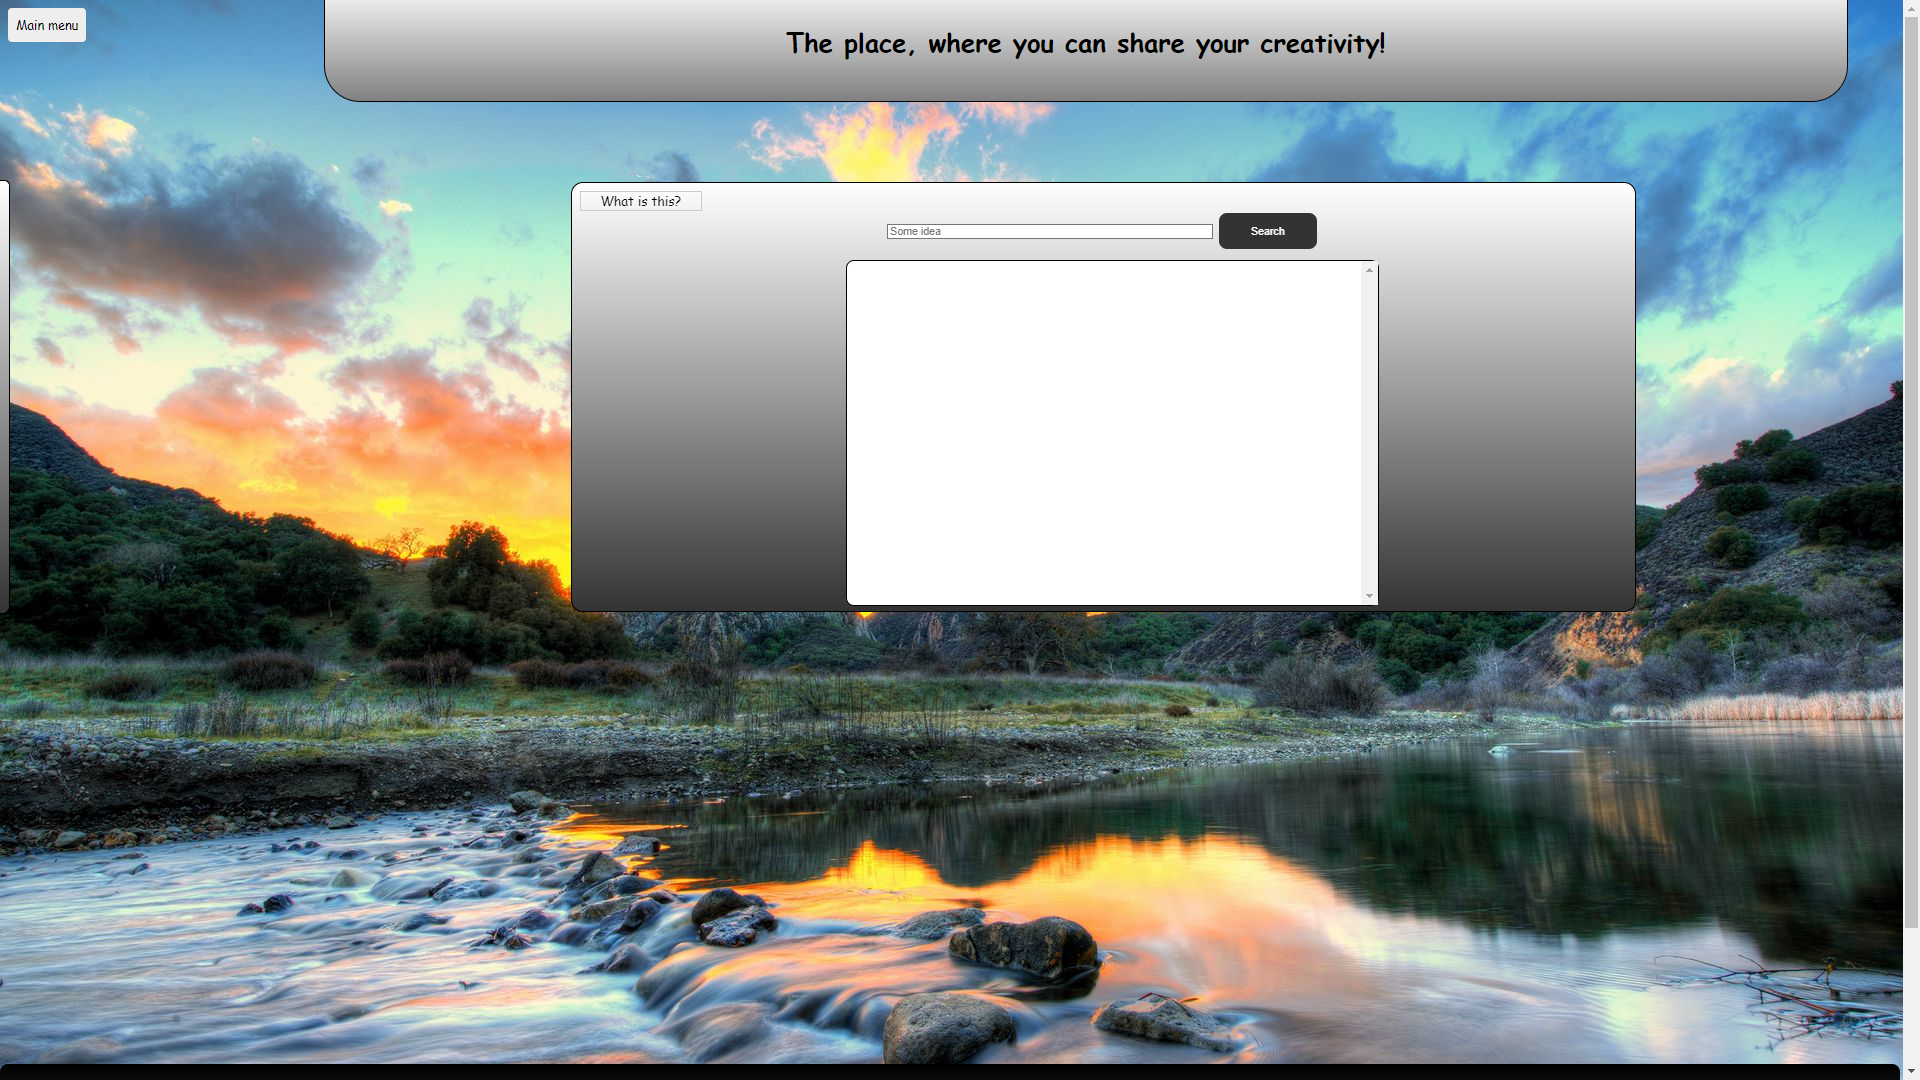 Main menu
The place, where you can share your creativity!
What is this?
Some idea
Search